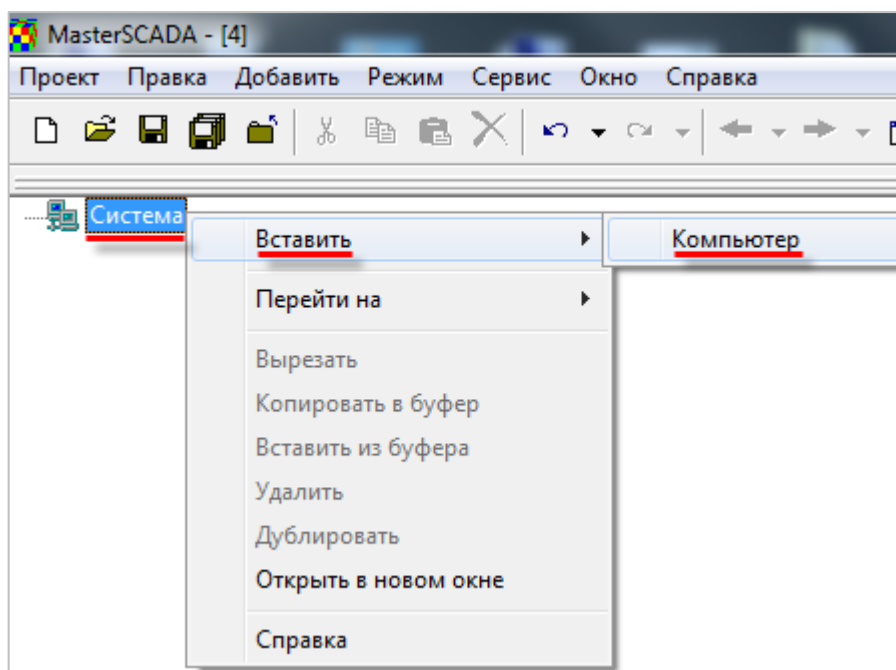 MasterSCADA - [4]
Проект Правка Добавить Режим Сервис Окно Справка
Система
Вставить Компьютер
Перейти на
Вырезать
Копировать в буфер
Вставить из буфера
Удалить
Дублировать
Открыть в новом окне
Справка